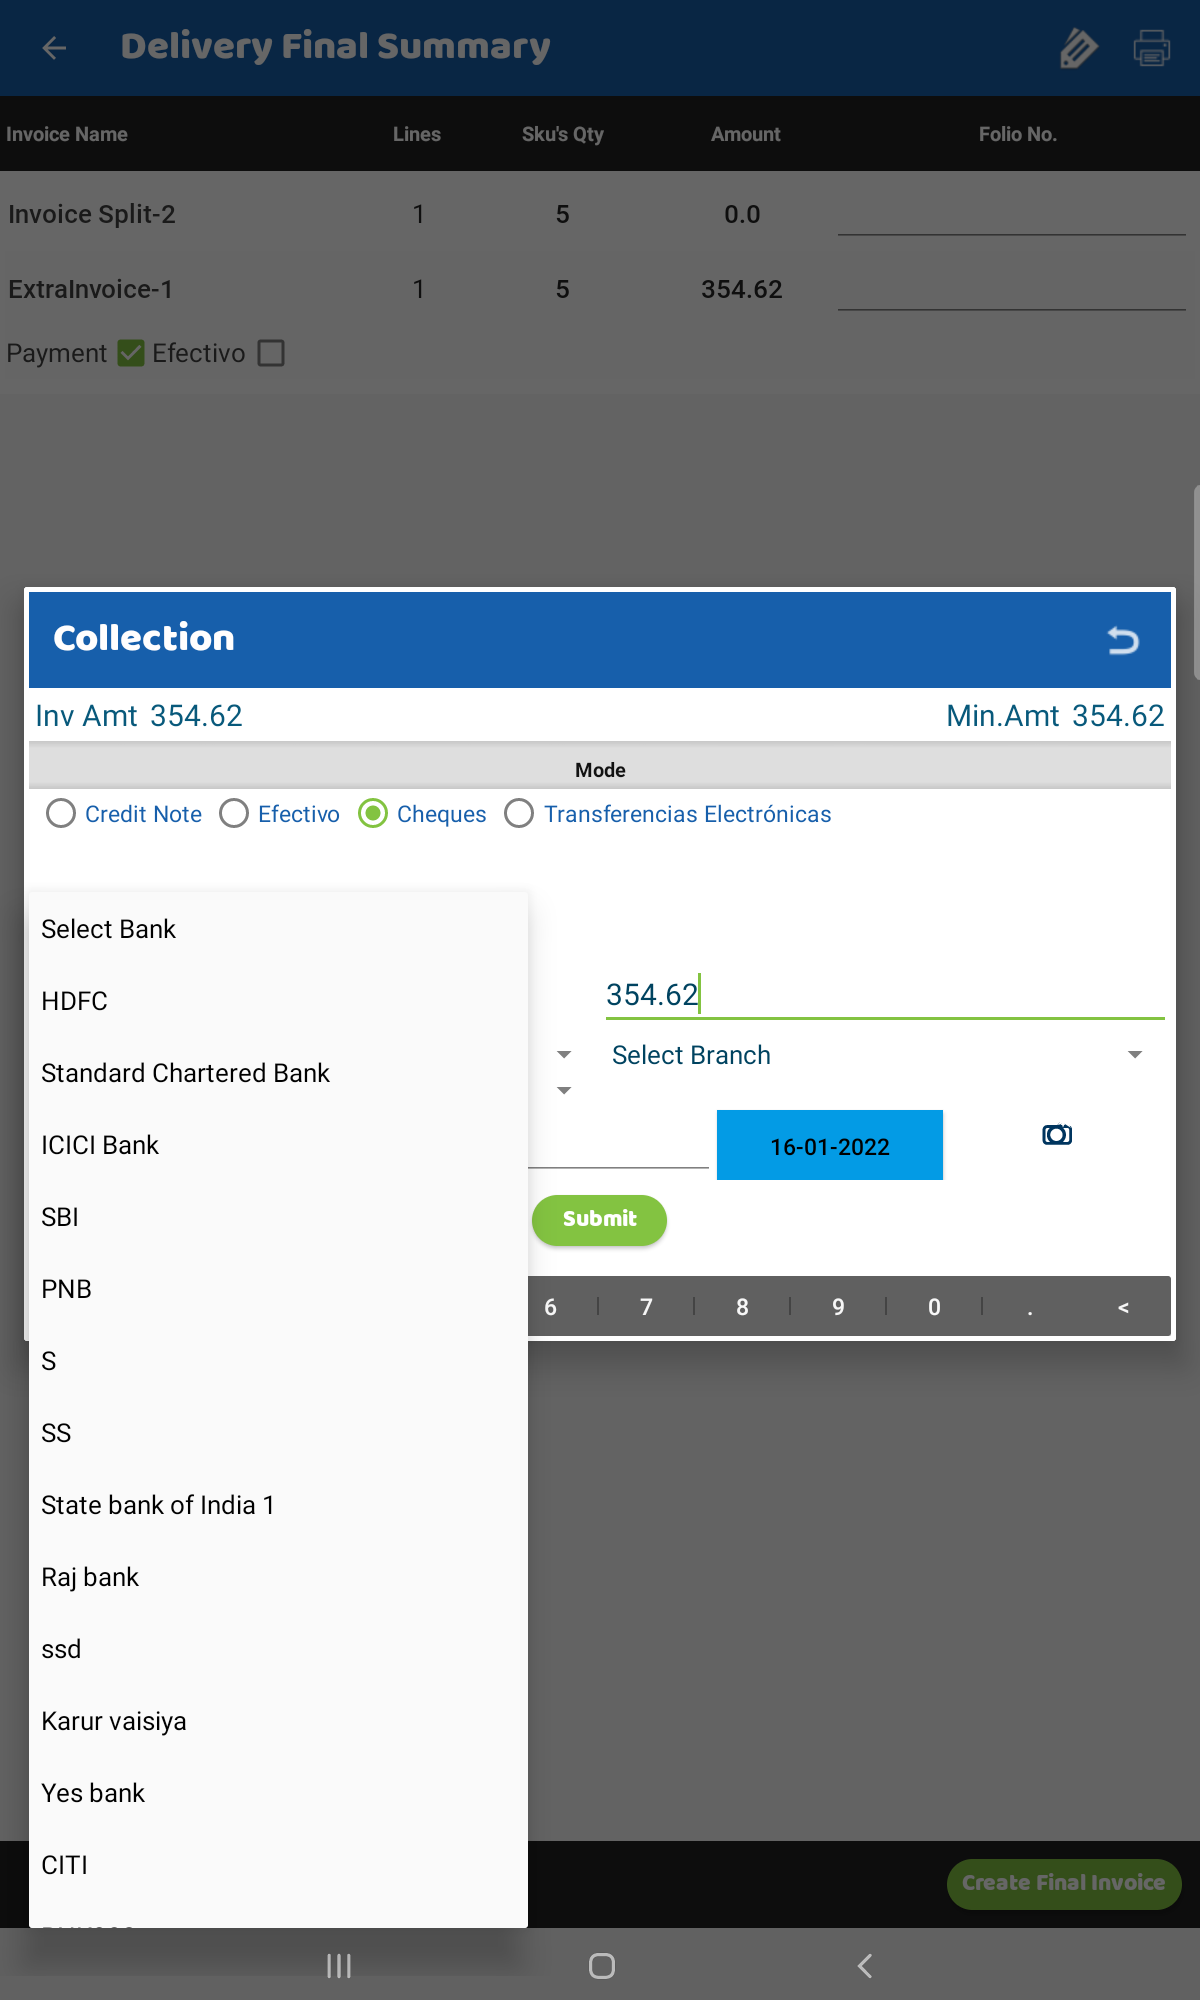 Delivery Final Summary
Invoice Name Lines Sku's Qty Amount Folio No.
Invoice Split-2 1 5 0.0
ExtraInvoice-1 1 5 354.62
Payment Efectivo
Collection
Inv Amt 354.62 Min.Amt 354.62
Mode
Credit Note Efectivo Cheques Transferencias Electrónicas
Select Bank
HDFC
354.62
Standard Chartered Bank
Select Branch
ICICI Bank
16-01-2022
SBI
Submit
PNB
6 7 8 9 0 . <
S
SS
State bank of India 1
Raj bank
ssd
Karur vaisiya
Yes bank
CITI
Create Final Invoice